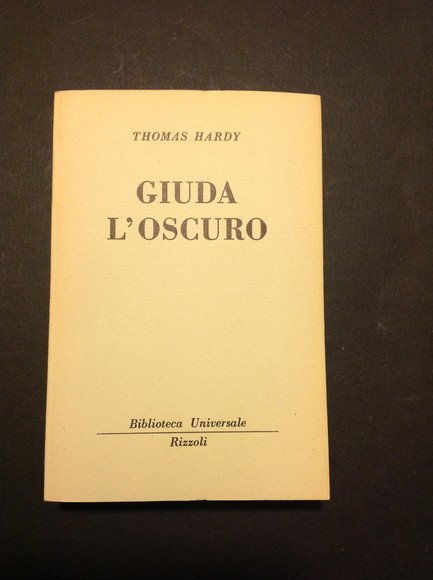 THOMAS HARDY
GIUDA
L'OSCURO
Biblioteca Universale
Rizzoli